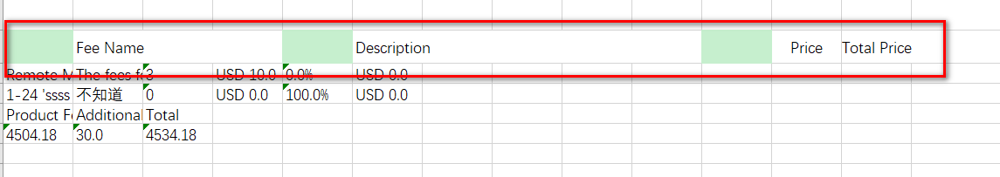 Fee Name Description Price Total Price
Remote M The fees f 3 USD 10.0 0.0% USD 0.0
1-24 'ssss 不知道 0 USD 0.0 100.0% USD 0.0
Product Fe Additional Total
4504.18 30.0 4534.18